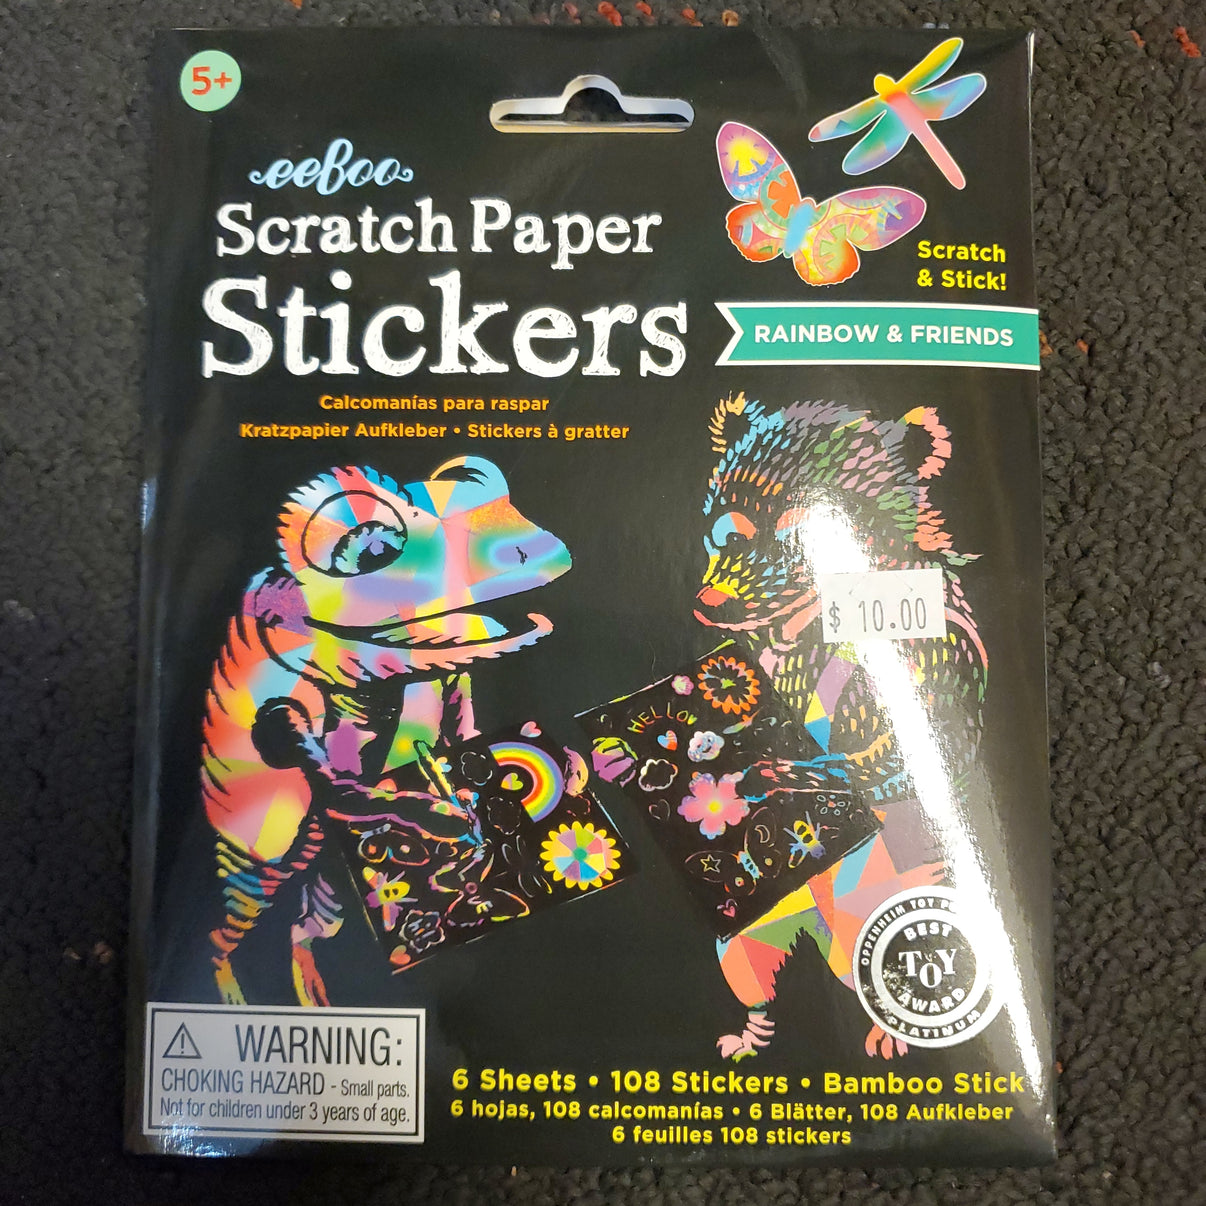 5+
eeBoo
Scratch Paper
Stickers
Scratch
& Stick!
RAINBOW & FRIENDS
Calcomanías para raspar
Kratzpapier Aufkleber • Stickers à gratter
$ 10.00
HELLO
OPPENHEIM TOY
BEST
TOY
AWARD
PLATINUM
WARNING:
CHOKING HAZARD - Small parts.
Not for children under 3 years of age.
6 Sheets • 108 Stickers • Bamboo Stick
6 hojas, 108 calcomanías • 6 Blätter, 108 Aufkleber
6 feuilles 108 stickers